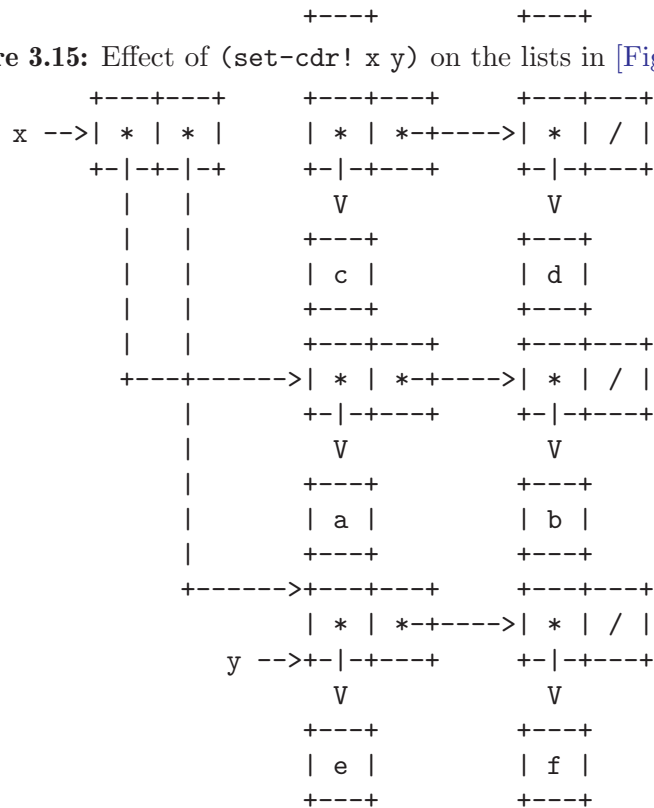 +---+               +---+
re 3.15: Effect of (set-cdr! x y) on the lists in [Fig
     +---+---+     +---+---+     +---+---+
x -->| * | * |     | * | *-+---->| * | / |
     +-|-+-|-+     +-|-+---+     +-|-+---+
       |   |         V             V
       |   |       +---+         +---+
       |   |       | c |         | d |
       |   |       +---+         +---+
       |   |       +---+---+     +---+---+
       +---+------>| * | *-+---->| * | / |
           |       +-|-+---+     +-|-+---+
           |         V             V
           |       +---+         +---+
           |       | a |         | b |
           |       +---+         +---+
           +------>+---+---+     +---+---+
                   | * | *-+---->| * | / |
              y -->+-|-+---+     +-|-+---+
                     V             V
                   +---+         +---+
                   | e |         | f |
                   +---+         +---+